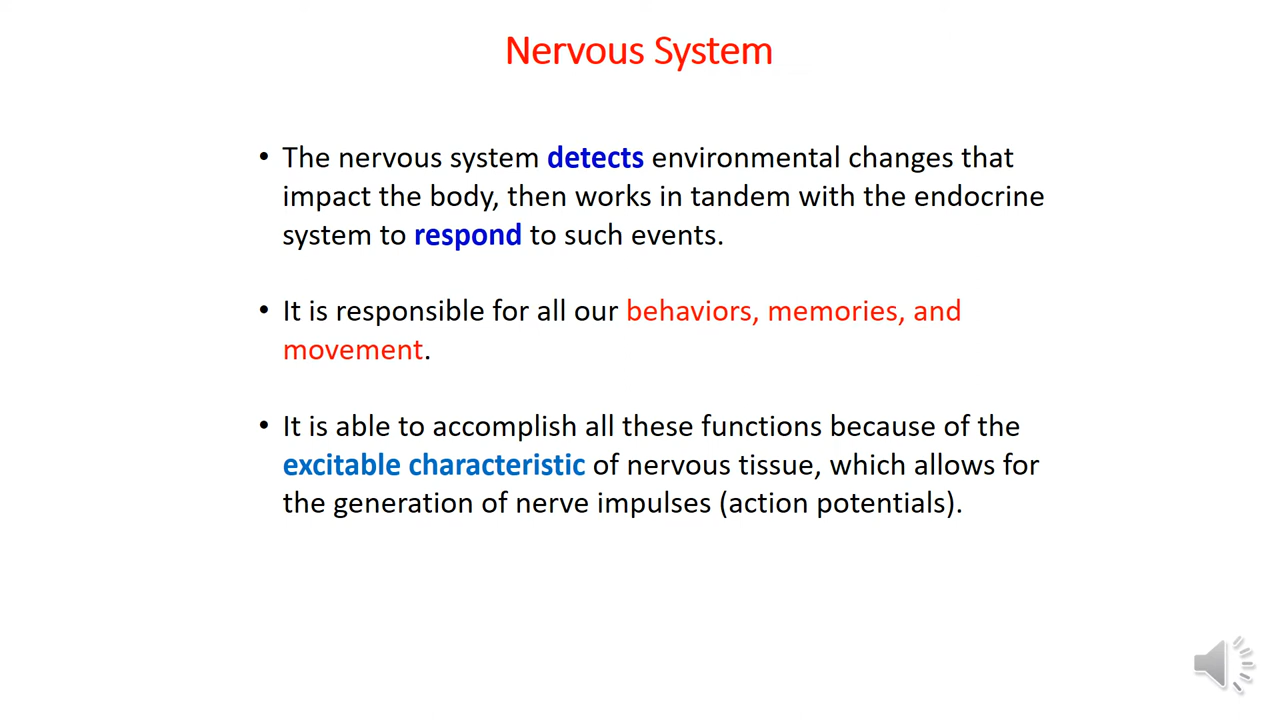 Nervous System
• The nervous system detects environmental changes that
impact the body, then works in tandem with the endocrine
system to respond to such events.
• It is responsible for all our behaviors, memories, and
movement.
• It is able to accomplish all these functions because of the
excitable characteristic of nervous tissue, which allows for
the generation of nerve impulses (action potentials).